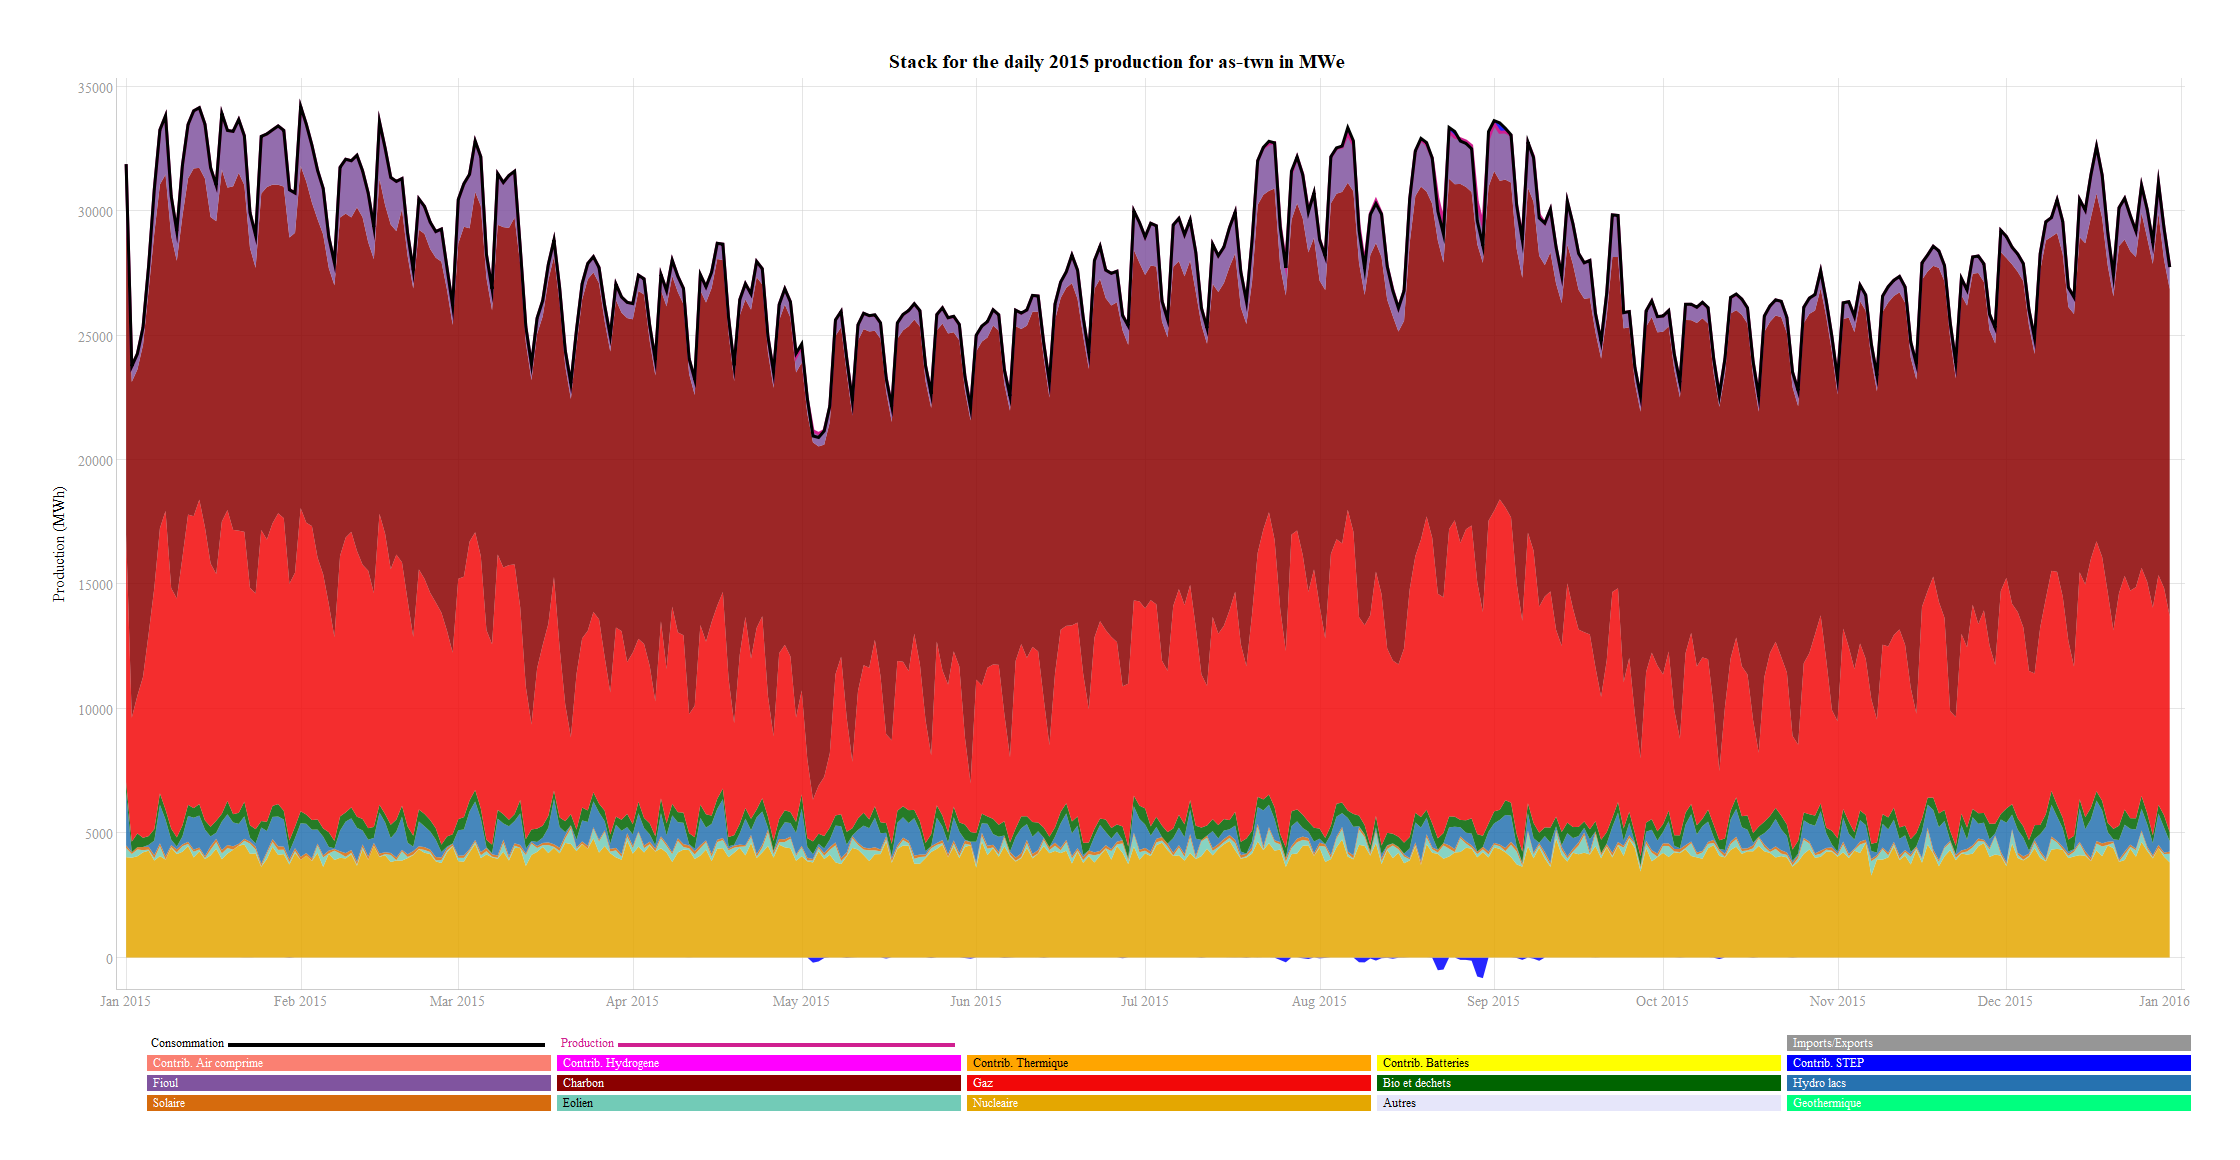 Stack for the daily 2015 production for as-twn in MWe
Production (MWh)
35000
30000
25000
20000
15000
10000
5000
0
Jan 2015 Feb 2015 Mar 2015 Apr 2015 May 2015 Jun 2015 Jul 2015 Aug 2015 Sep 2015 Oct 2015 Nov 2015 Dec 2015 Jan 2016
Consommation Production Imports/Exports
Contrib. Air comprime Contrib. Hydrogene Contrib. Thermique Contrib. Batteries Contrib. STEP
Fioul Charbon Gaz Bio et dechets Hydro lacs
Solaire Eolien Nucleaire Autres Geothermique